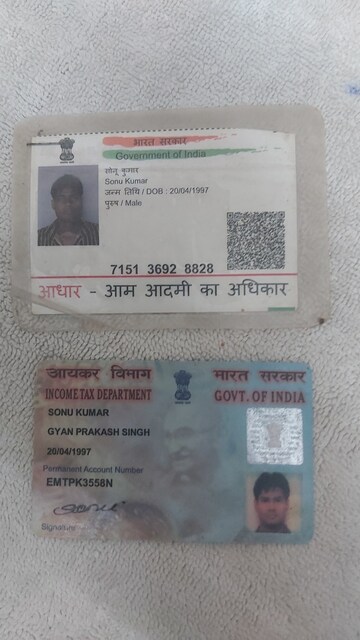 भारत सरकार
Government of India
सोनू कुमार
Sonu Kumar
जन्म तिथि / DOB : 20/04/1997
पुरुष / Male
7151 3692 8828
आधार - आम आदमी का अधिकार
आयकर विभाग
भारत सरकार
INCOME TAX DEPARTMENT
GOVT. OF INDIA
SONU KUMAR
GYAN PRAKASH SINGH
20/04/1997
Permanent Account Number
EMTPK3558N
Signature